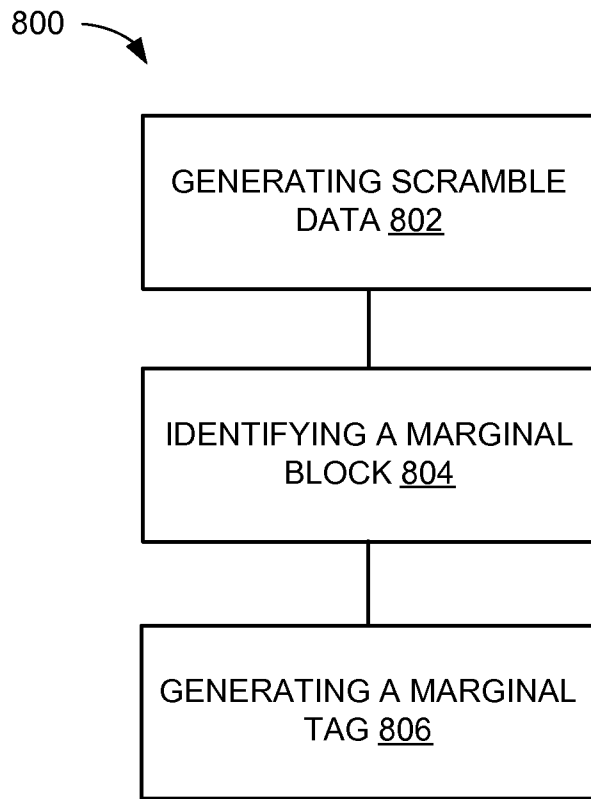 800
GENERATING SCRAMBLE
DATA 802
IDENTIFYING A MARGINAL
BLOCK 804
GENERATING A MARGINAL
TAG 806